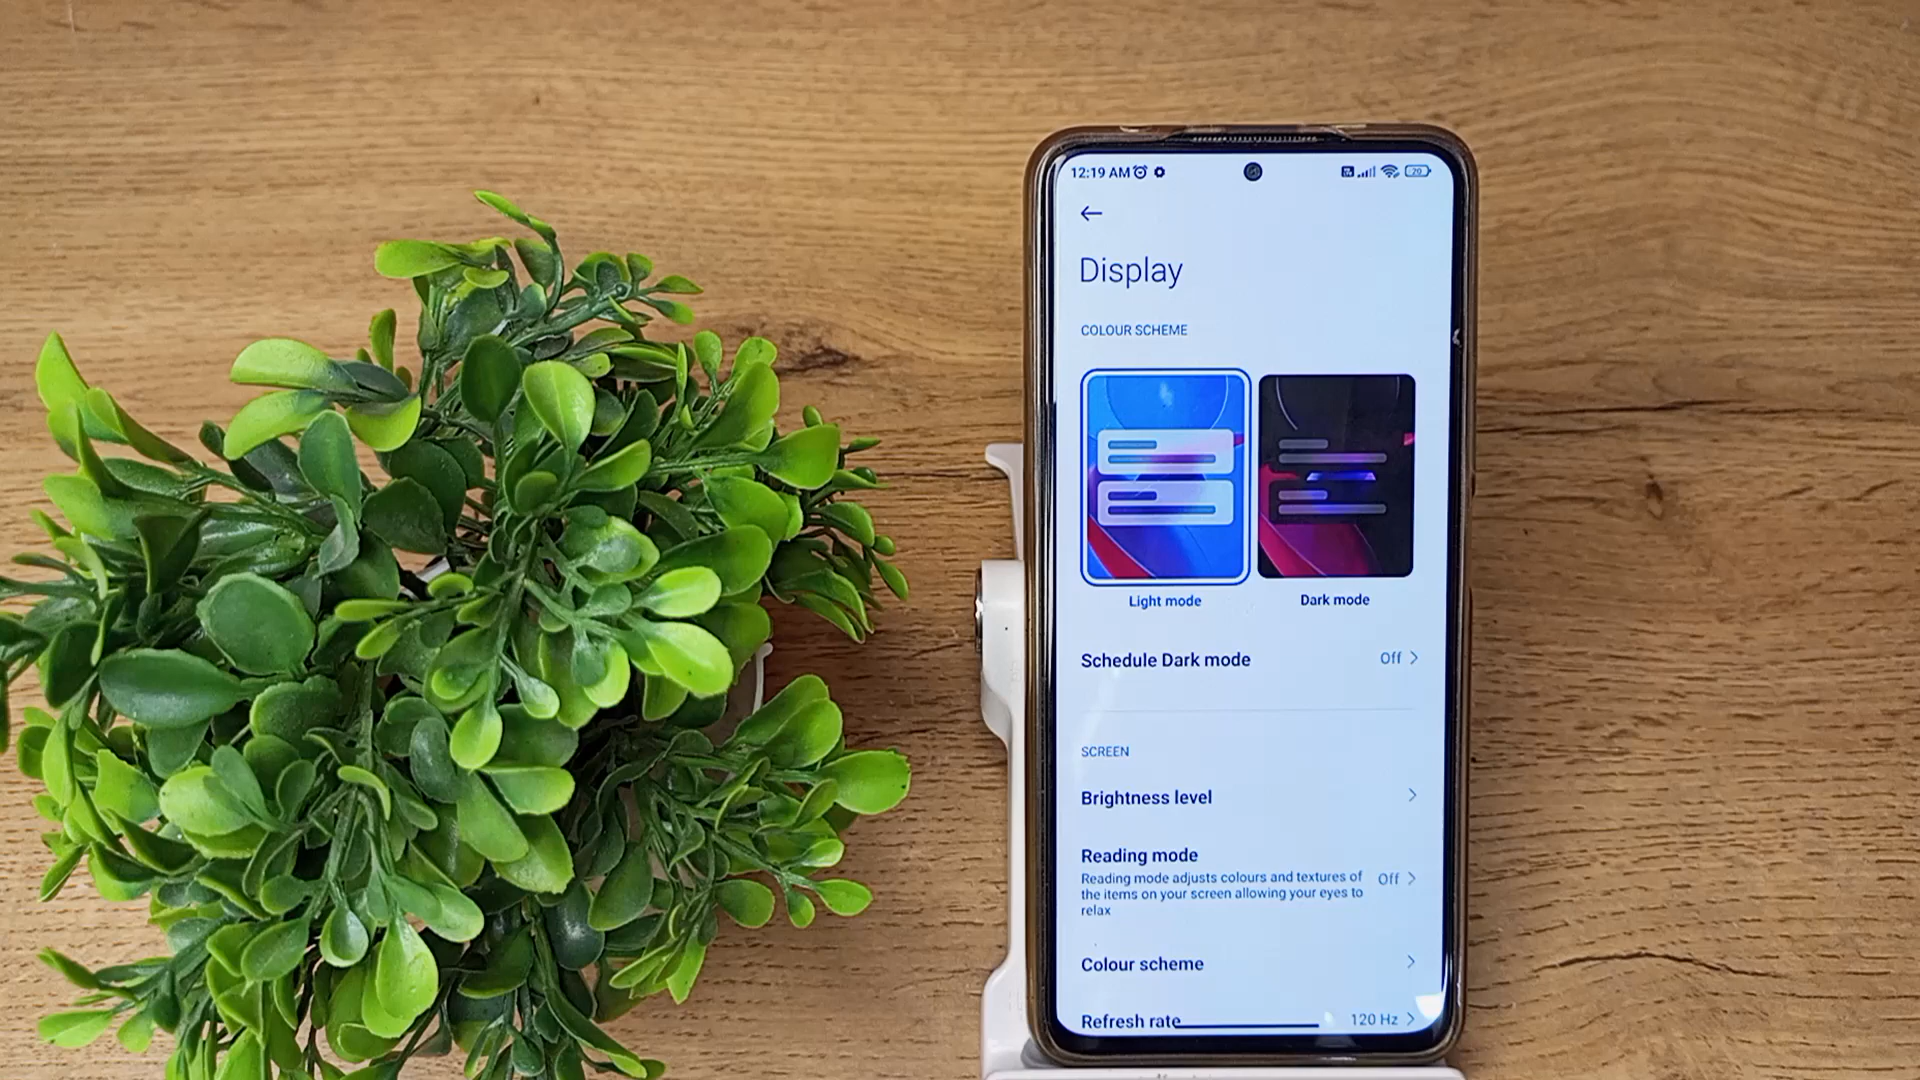 12:19 AM
20
Display
COLOUR SCHEME
Light mode
Dark mode
Schedule Dark mode
Off
SCREEN
Brightness level
Reading mode
Reading mode adjusts colours and textures of
the items on your screen allowing your eyes to
relax
Off
Colour scheme
Refresh rate
120 Hz